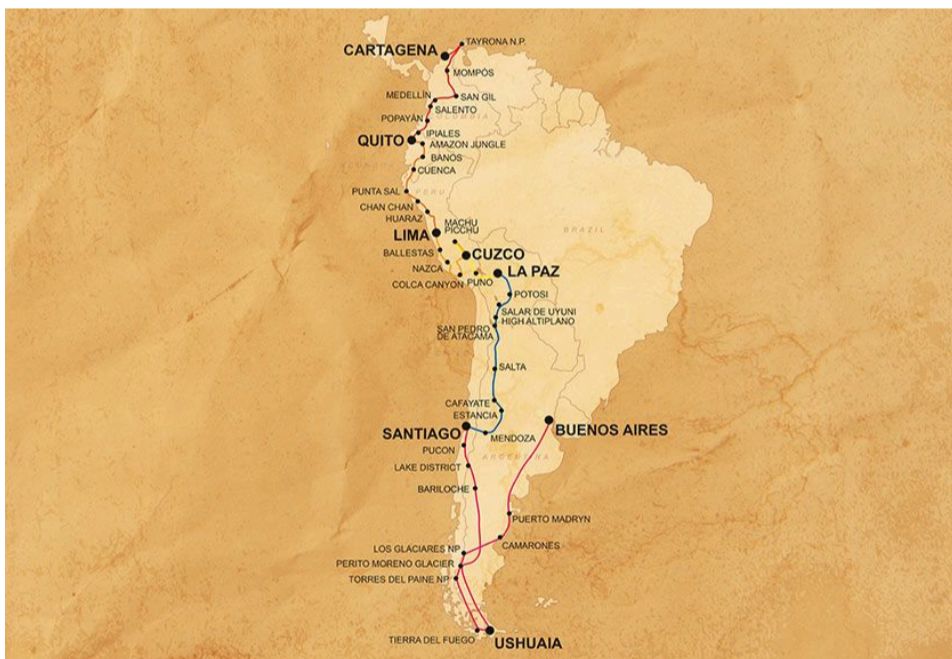 TAYRONA N.P.
CARTAGENA
MOMPÓS
MEDELLÍN
SAN GIL
SALENTO
COLOMBIA
POPAYÁN
IPIALES
QUITO
AMAZON JUNGLE
BANOS
CUENCA
PUNTA SAL
PERU
CHAN CHAN
HUARAZ
MACHU
PICCHU
LIMA
BRAZIL
BALLESTAS
CUZCO
NAZCA
LA PAZ
COLCA CANYON
PUNO
POTOSI
SALAR DE UYUNI
HIGH ALTIPLANO
SAN PEDRO
DE ATACAMA
SALTA
CAFAYATE
ESTANCIA
SANTIAGO
BUENOS AIRES
MENDOZA
PUCON
ARGENTINA
LAKE DISTRICT
BARILOCHE
PUERTO MADRYN
CAMARONES
LOS GLACIARES NP
PERITO MORENO GLACIER
TORRES DEL PAINE NP
TIERRA DEL FUEGO
USHUAIA